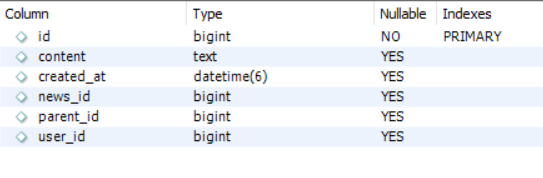 Column Type Nullable Indexes
id bigint NO PRIMARY
content text YES
created_at datetime(6) YES
news_id bigint YES
parent_id bigint YES
user_id bigint YES